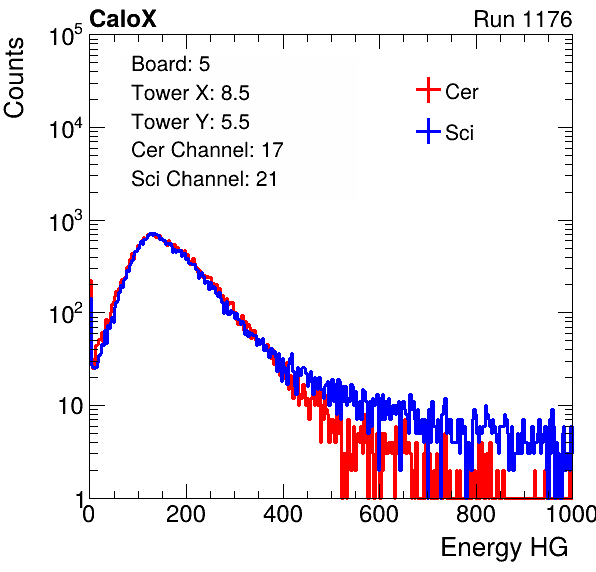 CaloX Run 1176
Counts
10^5
10^4
10^3
10^2
10
1
Board: 5
Tower X: 8.5
Tower Y: 5.5
Cer Channel: 17
Sci Channel: 21
Cer
Sci
0 200 400 600 800 1000
Energy HG